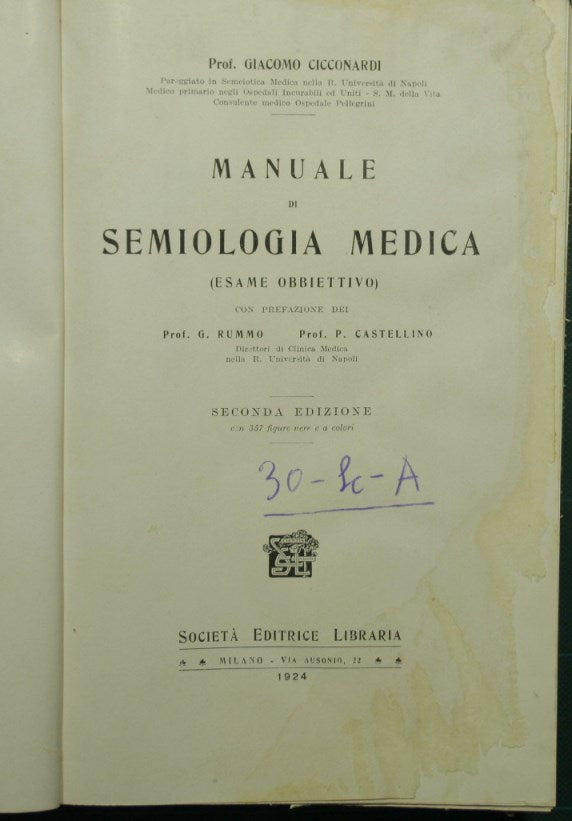 Prof. GIACOMO CICCONARDI
Pareggiato in Semeiotica Medica nella R. Università di Napoli
Medico primario negli Ospedali Incurabili ed Uniti - S. M. della Vita
Consulente medico Ospedale Pellegrini
MANUALE
DI
SEMIOLOGIA MEDICA
(ESAME OBBIETTIVO)
CON PREFAZIONE DEI
Prof. G. RUMMO Prof. P. CASTELLINO
Direttori di Clinica Medica
nella R. Università di Napoli
SECONDA EDIZIONE
con 357 figure nere e a colori
30 - Sc - A
SOCIETÀ EDITRICE LIBRARIA
MILANO - VIA AUSONIO, 22
1924